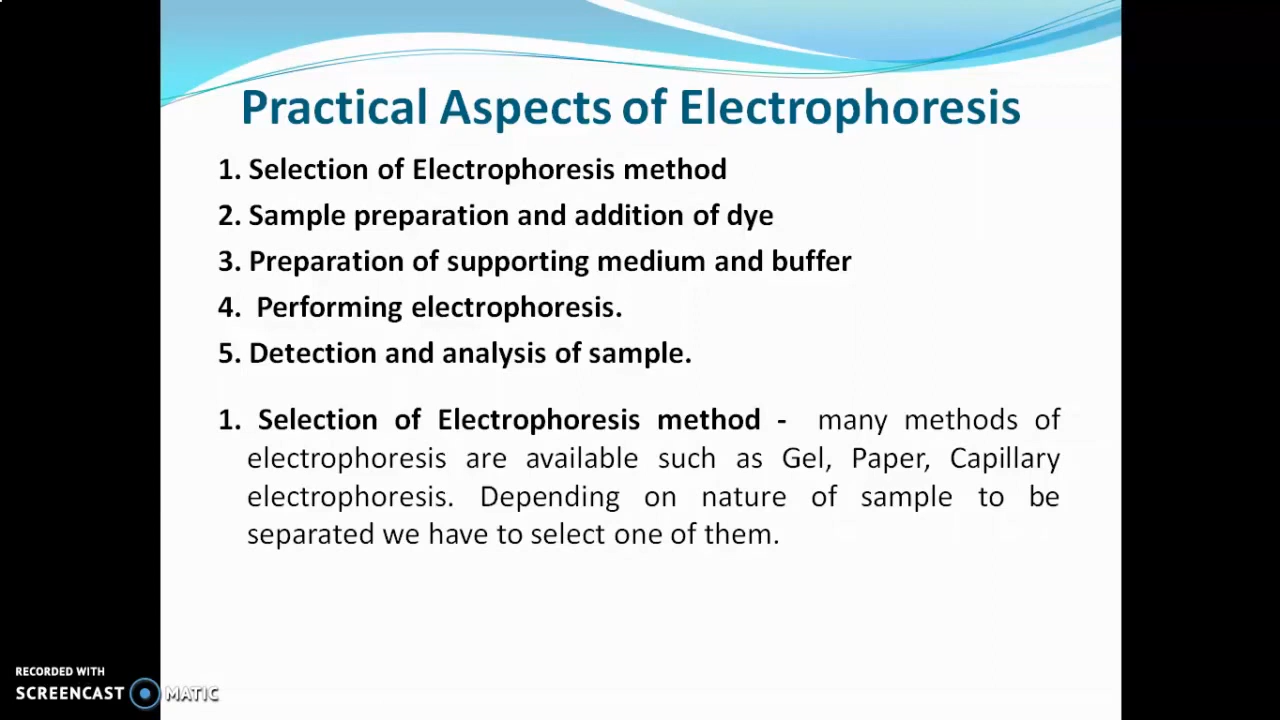 Practical Aspects of Electrophoresis
1. Selection of Electrophoresis method
2. Sample preparation and addition of dye
3. Preparation of supporting medium and buffer
4. Performing electrophoresis.
5. Detection and analysis of sample.
1. Selection of Electrophoresis method - many methods of
electrophoresis are available such as Gel, Paper, Capillary
electrophoresis. Depending on nature of sample to be
separated we have to select one of them.
RECORDED WITH
SCREENCAST MATIC